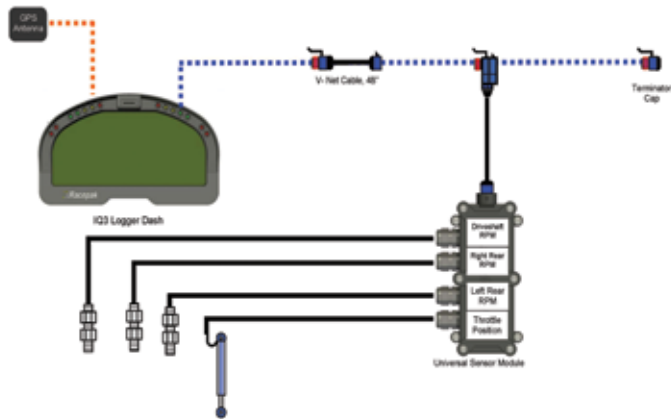 GPS
Antenna
V-Net Cable, 48"
Terminator
Cap
Racepak
IQ3 Logger Dash
Driveshaft
RPM
Right Rear
RPM
Left Rear
RPM
Throttle
Position
Universal Sensor Module